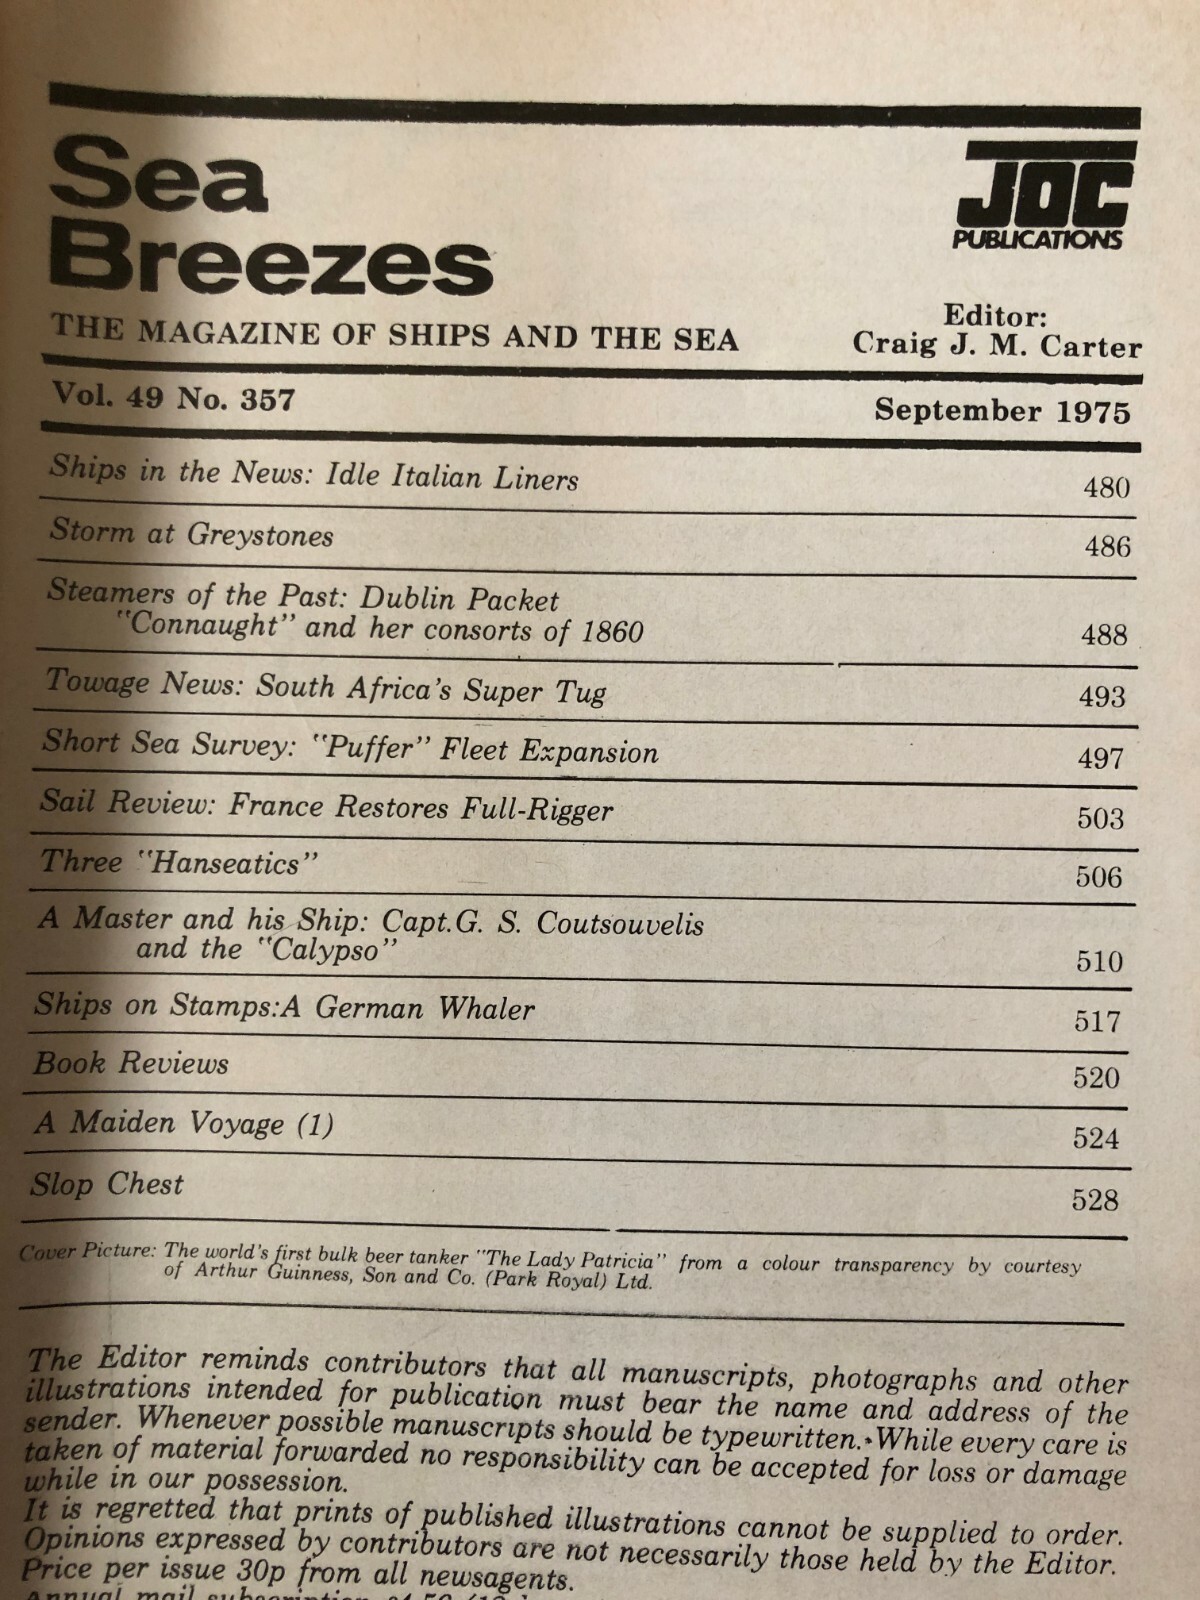 Sea
Breezes
JOC
PUBLICATIONS
THE MAGAZINE OF SHIPS AND THE SEA
Editor:
Craig J. M. Carter
Vol. 49 No. 357
September 1975
Ships in the News: Idle Italian Liners 480
Storm at Greystones 486
Steamers of the Past: Dublin Packet
"Connaught" and her consorts of 1860 488
Towage News: South Africa's Super Tug 493
Short Sea Survey: "Puffer" Fleet Expansion 497
Sail Review: France Restores Full-Rigger 503
Three "Hanseatics" 506
A Master and his Ship: Capt.G. S. Coutsouvelis
and the "Calypso" 510
Ships on Stamps:A German Whaler 517
Book Reviews 520
A Maiden Voyage (1) 524
Slop Chest 528
Cover Picture: The world's first bulk beer tanker "The Lady Patricia" from a colour transparency by courtesy
of Arthur Guinness, Son and Co. (Park Royal) Ltd.
The Editor reminds contributors that all manuscripts, photographs and other
illustrations intended for publication must bear the name and address of the
sender. Whenever possible manuscripts should be typewritten. While every care is
taken of material forwarded no responsibility can be accepted for loss or damage
while in our possession.
It is regretted that prints of published illustrations cannot be supplied to order.
Opinions expressed by contributors are not necessarily those held by the Editor.
Price per issue 30p from all newsagents.
Annual mail subscription